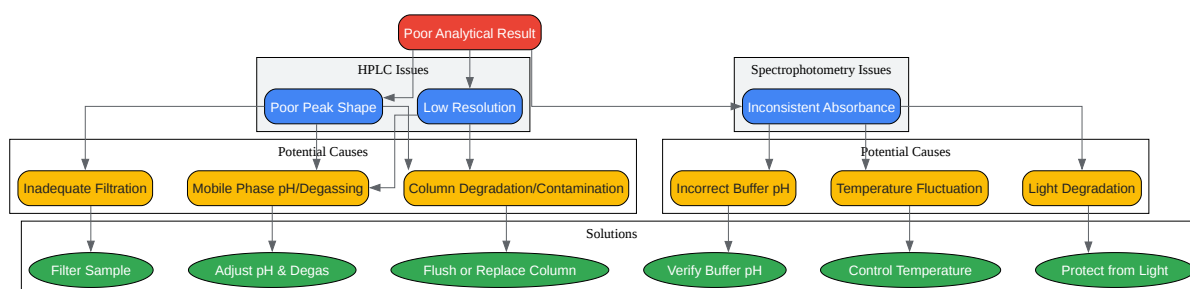 Poor Analytical Result
HPLC Issues
Spectrophotometry Issues
Poor Peak Shape
Low Resolution
Inconsistent Absorbance
Potential Causes
Potential Causes
Inadequate Filtration
Mobile Phase pH/Degassing
Column Degradation/Contamination
Incorrect Buffer pH
Temperature Fluctuation
Light Degradation
Solutions
Filter Sample
Adjust pH & Degas
Flush or Replace Column
Verify Buffer pH
Control Temperature
Protect from Light